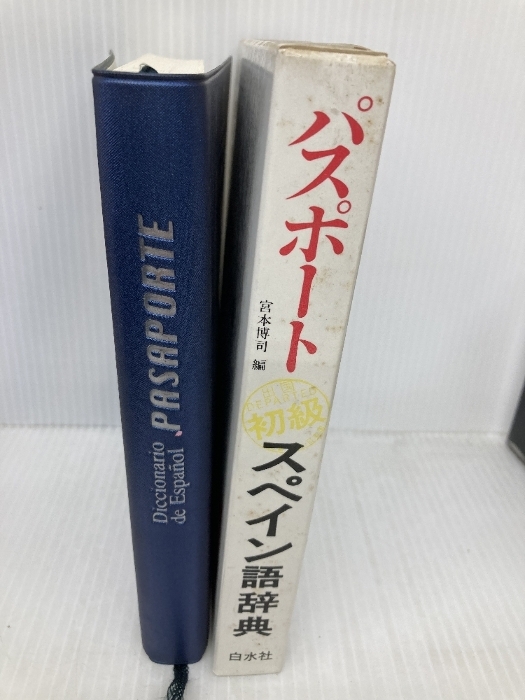 Diccionario
de Español
PASAPORTE
パスポート
宮本博司 編
初級
スペイン語辞典
白水社